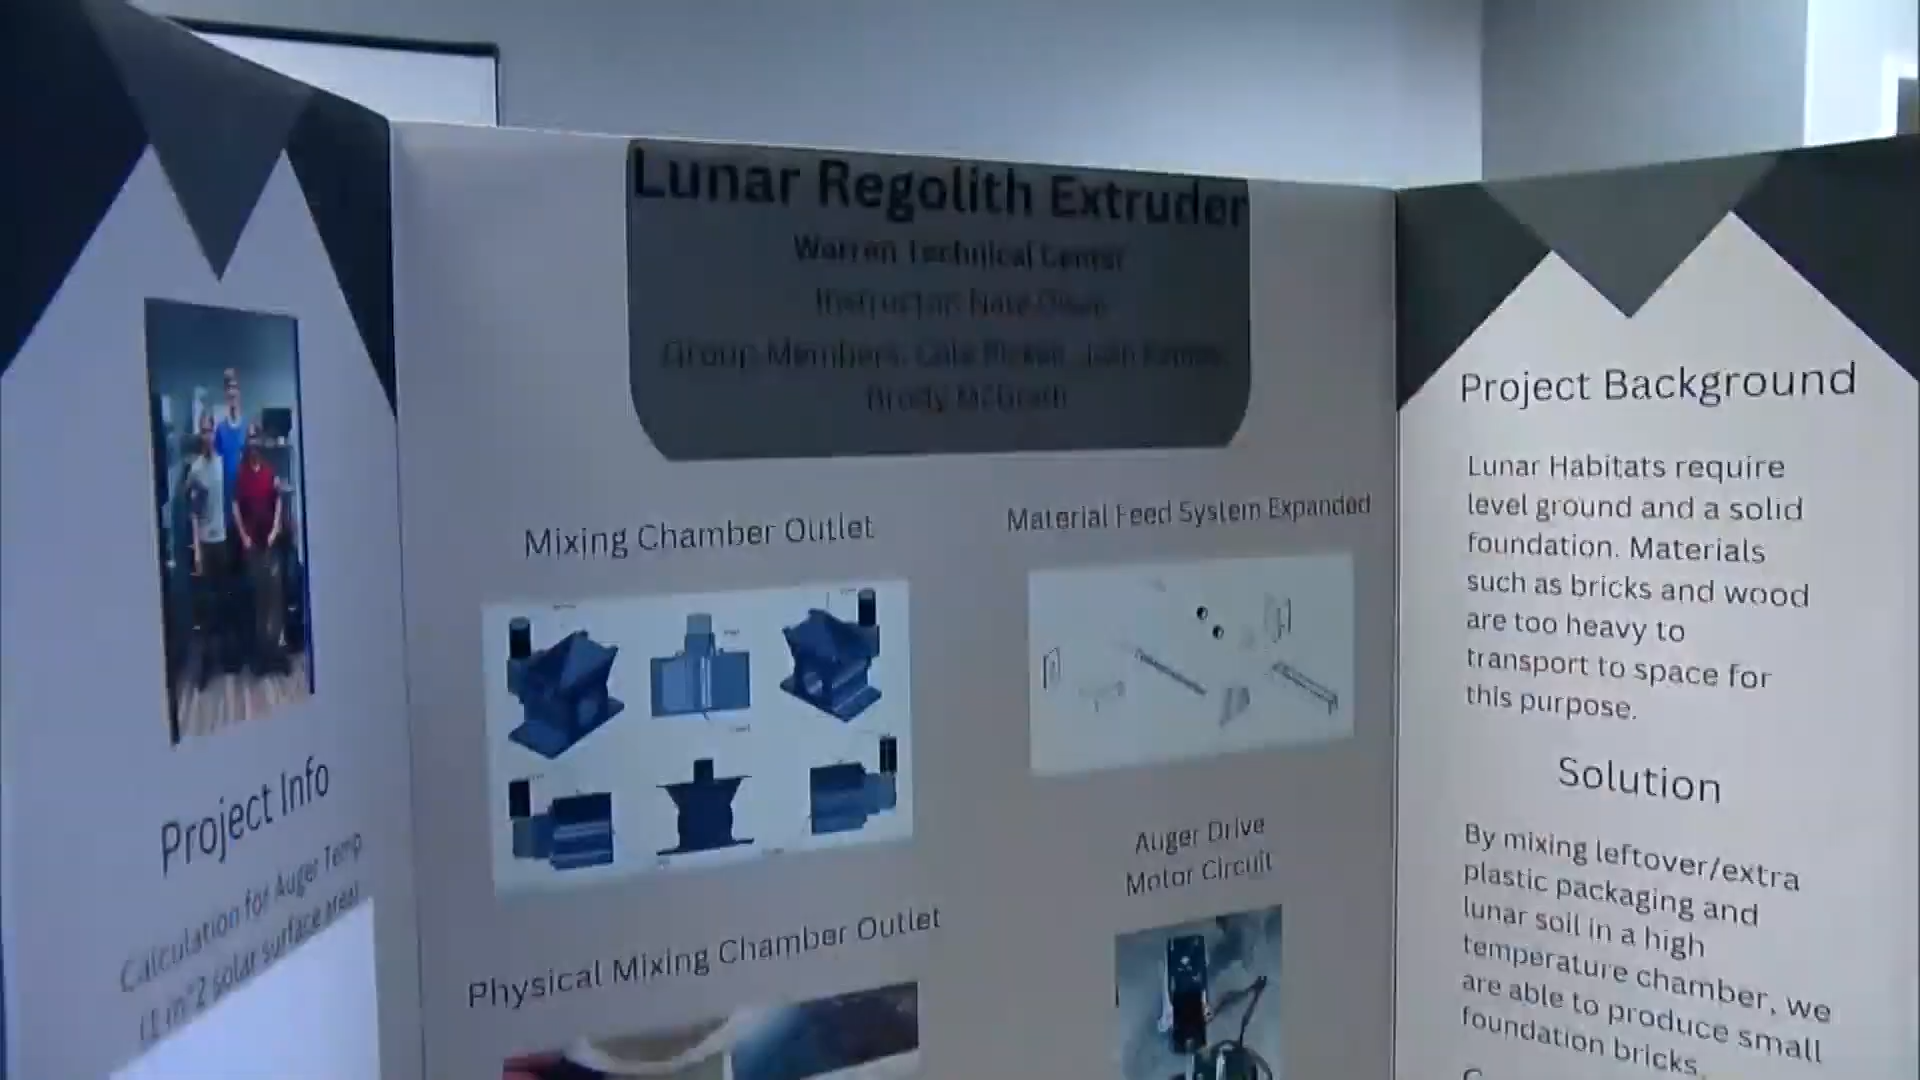 Lunar Regolith Extruder
Warren Technical Center
Instructor: Nate
Group Members: Cole
Brody McGrath
Mixing Chamber Outlet
Material Feed System Expanded
Auger Drive
Motor Circuit
Physical Mixing Chamber Outlet
Project Info
Calculation for Auger Temp
(1 m^2 solar surface area)
Project Background
Lunar Habitats require
level ground and a solid
foundation. Materials
such as bricks and wood
are too heavy to
transport to space for
this purpose.
Solution
By mixing leftover/extra
plastic packaging and
lunar soil in a high
temperature chamber, we
are able to produce small
foundation bricks.